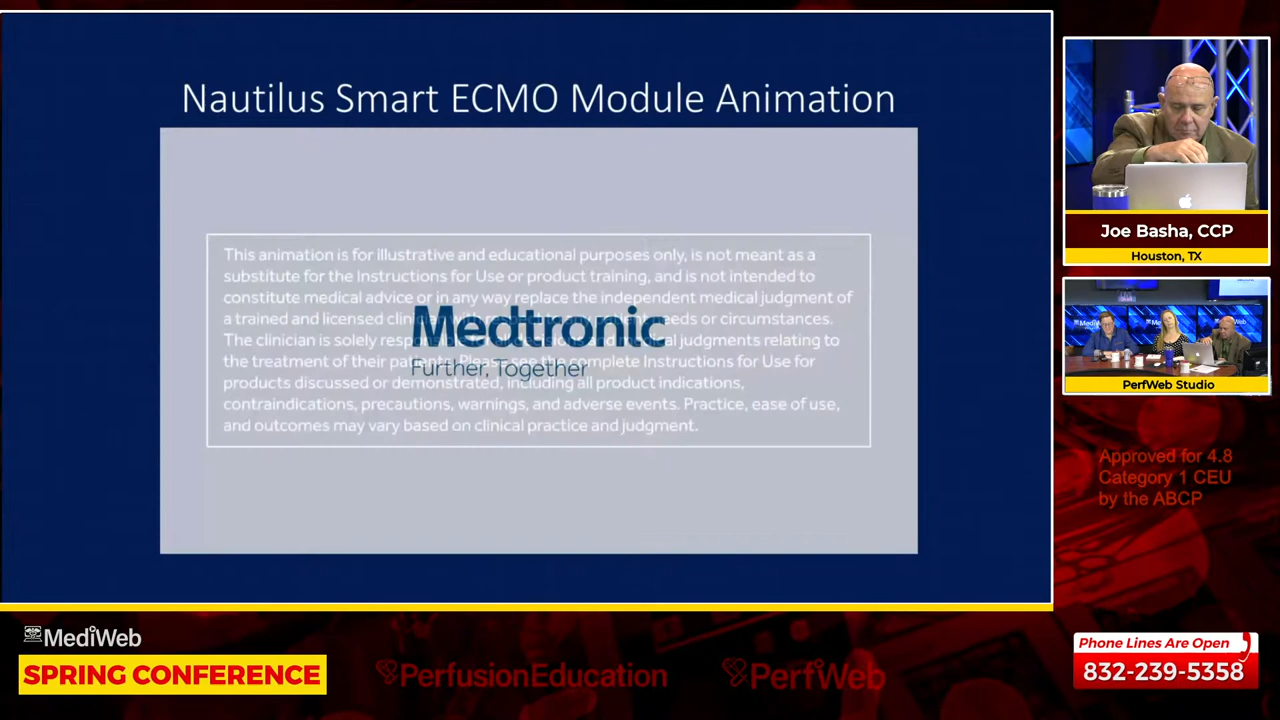 Nautilus Smart ECMO Module Animation
This animation is for illustrative and educational purposes only, is not meant as a
substitute for the Instructions for Use or product training, and is not intended to
constitute medical advice or in any way replace the independent medical judgment of
a trained and licensed needs or circumstances.
The clinician is solely judgments relating to
the treatment of their Please see the complete Instructions for Use for
products discussed or demonstrated, including all product indications,
contraindications, precautions, warnings, and adverse events. Practice, ease of use,
and outcomes may vary based on clinical practice and judgment.
Medtronic
Further, Together
Joe Basha, CCP
Houston, TX
PerfWeb Studio
Approved for 4.8
Category 1 CEU
by the ABCP
MediWeb
SPRING CONFERENCE
PerfusionEducation
PerfWeb
Phone Lines Are Open
832-239-5358